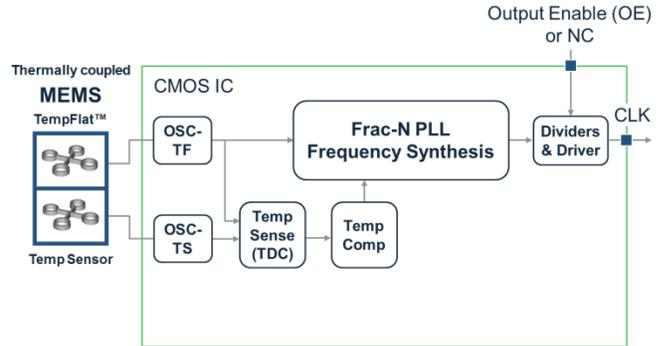 Output Enable (OE)
or NC
Thermally coupled
MEMS
TempFlat™
CMOS IC
CLK
OSC-
TF
Frac-N PLL
Frequency Synthesis
Dividers
& Driver
OSC-
TS
Temp
Sense
(TDC)
Temp
Comp
Temp Sensor